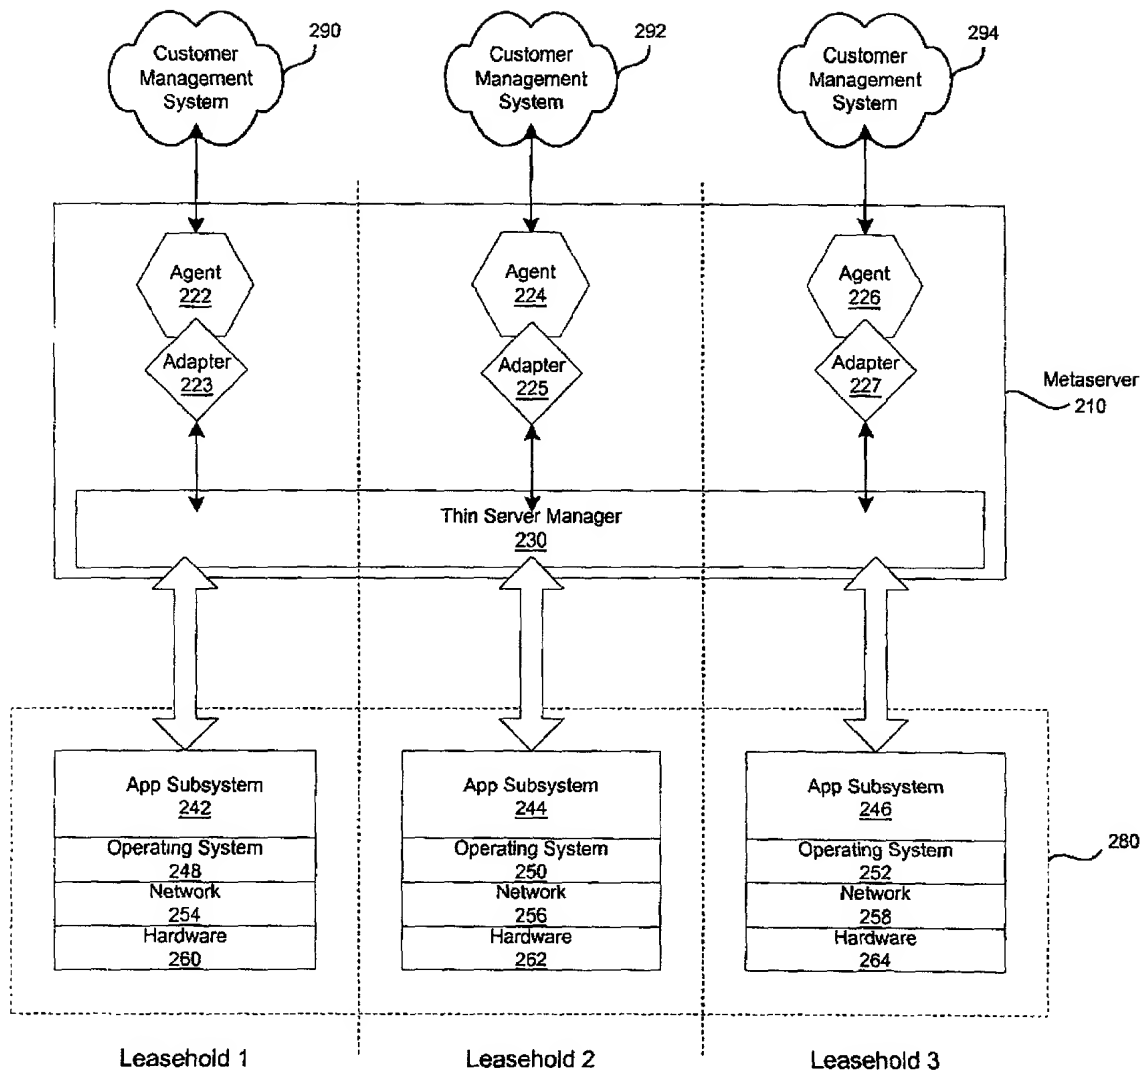 290
292
294
Customer
Management
System
Customer
Management
System
Customer
Management
System
Agent
222
Agent
224
Agent
226
Adapter
223
Adapter
225
Adapter
227
Metaserver
210
Thin Server Manager
230
App Subsystem
242
Operating System
248
Network
254
Hardware
260
App Subsystem
244
Operating System
250
Network
256
Hardware
262
App Subsystem
246
Operating System
252
Network
258
Hardware
264
280
Leasehold 1
Leasehold 2
Leasehold 3